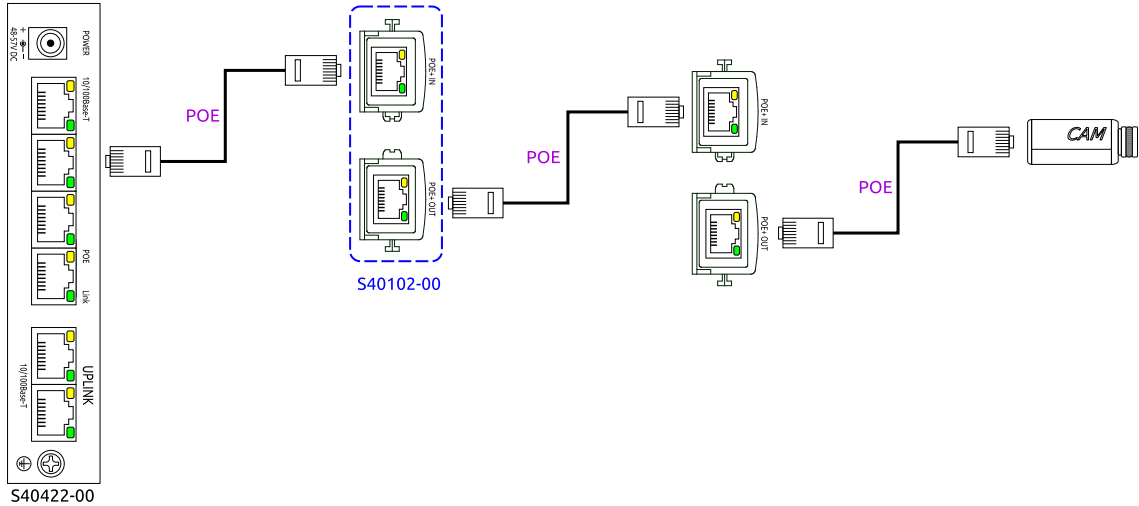 48-57V DC
+
−
POWER
10/100Base-T
POE
Link
UPLINK
10/100Base-T
S40422-00
POE
POE+ IN
POE+ OUT
S40102-00
POE
POE+ IN
POE+ OUT
POE
CAM